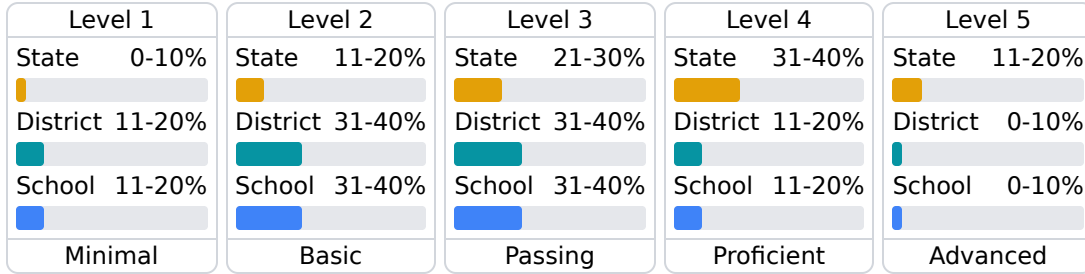 Level 1
State 0-10%
District 11-20%
School 11-20%
Minimal
Level 2
State 11-20%
District 31-40%
School 31-40%
Basic
Level 3
State 21-30%
District 31-40%
School 31-40%
Passing
Level 4
State 31-40%
District 11-20%
School 11-20%
Proficient
Level 5
State 11-20%
District 0-10%
School 0-10%
Advanced